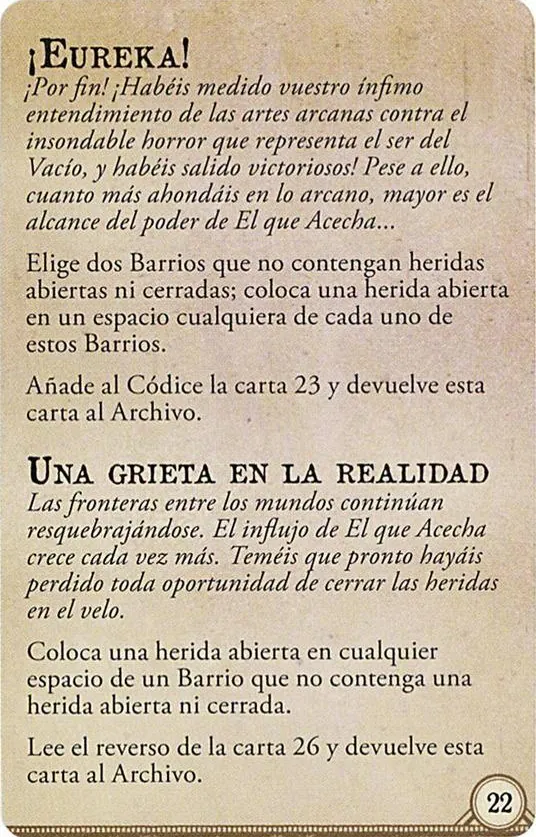 ¡Eureka!
¡Por fin! ¡Habéis medido vuestro ínfimo
entendimiento de las artes arcanas contra el
insondable horror que representa el ser del
Vacío, y habéis salido victoriosos! Pese a ello,
cuanto más ahondáis en lo arcano, mayor es el
alcance del poder de El que Acecha...
Elige dos Barrios que no contengan heridas
abiertas ni cerradas; coloca una herida abierta
en un espacio cualquiera de cada uno de
estos Barrios.
Añade al Códice la carta 23 y devuelve esta
carta al Archivo.
Una grieta en la realidad
Las fronteras entre los mundos continúan
resquebrajándose. El influjo de El que Acecha
crece cada vez más. Teméis que pronto hayáis
perdido toda oportunidad de cerrar las heridas
en el velo.
Coloca una herida abierta en cualquier
espacio de un Barrio que no contenga una
herida abierta ni cerrada.
Lee el reverso de la carta 26 y devuelve esta
carta al Archivo.
22